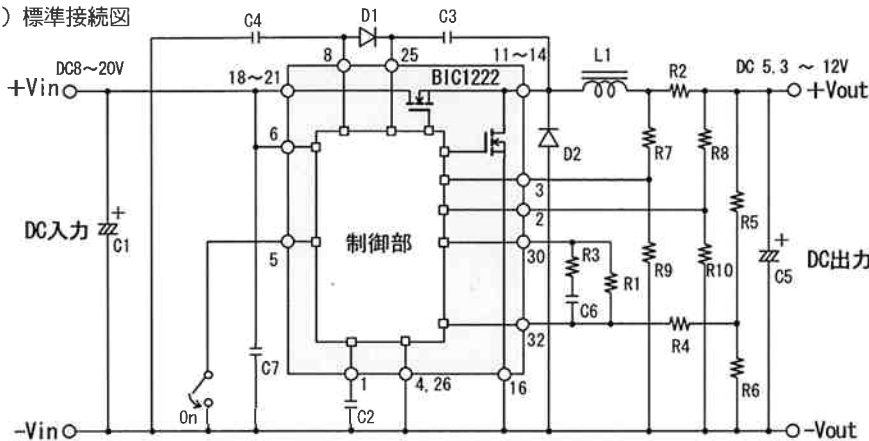 ) 標準接続図
C4
D1
C3
DC8~20V
8
25
11~14
18~21
BIC1222
L1
R2
DC 5.3 ~ 12V
+Vin
+Vout
6
R7
R8
D2
3
2
R5
DC入力
C1
+
5
制御部
30
R3
R1
R9
R10
+
C5
DC出力
C6
32
R4
C7
R6
On
1
4, 26
16
C2
-Vin
-Vout